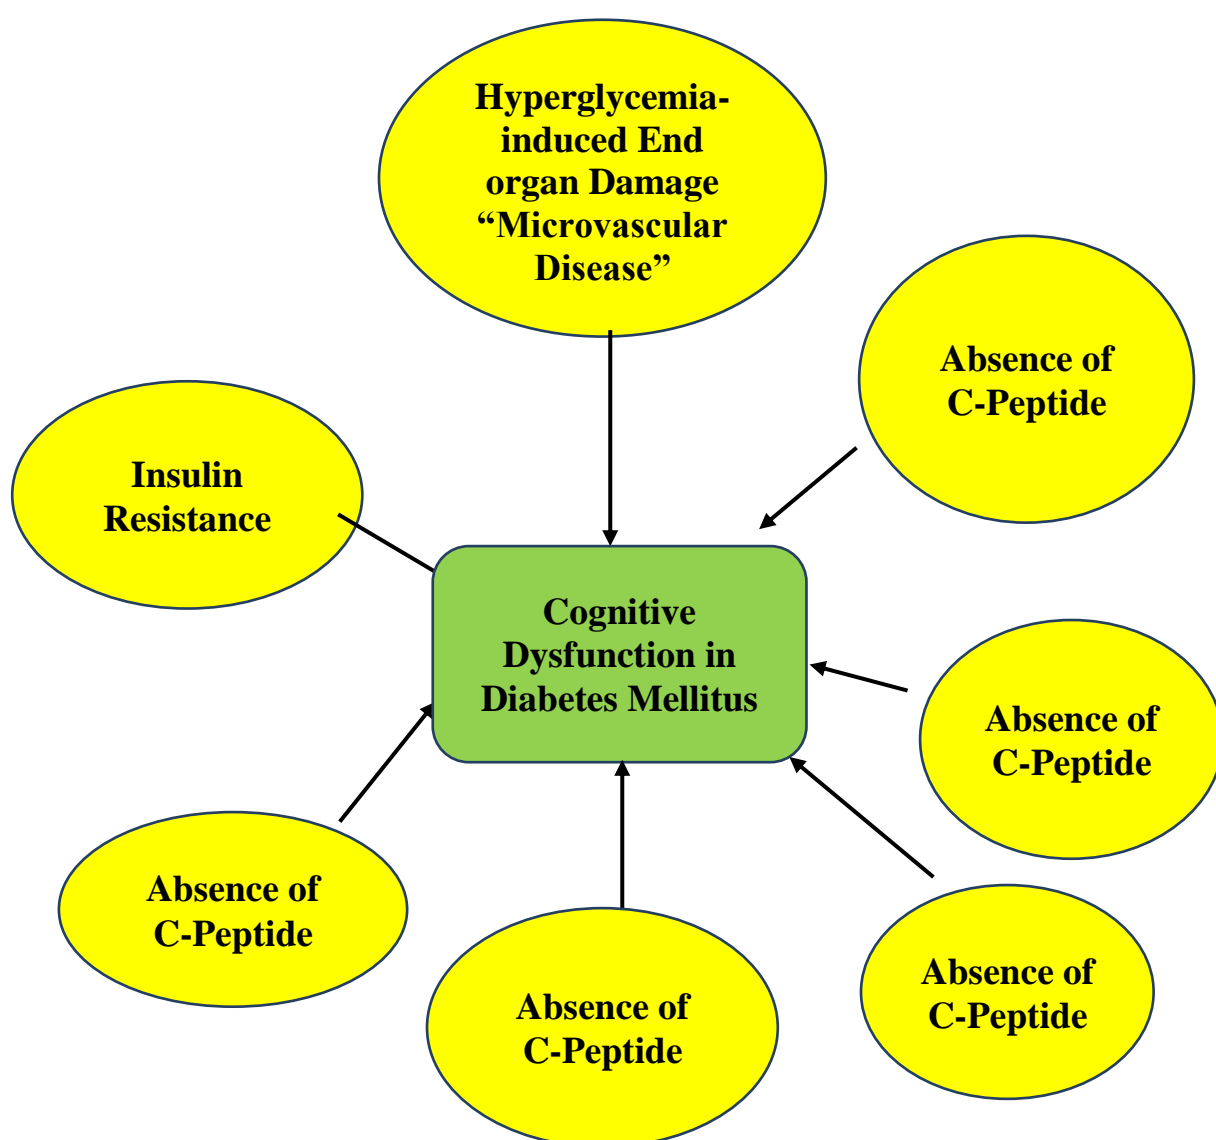 Hyperglycemia-
induced End
organ Damage
“Microvascular
Disease”
Absence of
C-Peptide
Insulin
Resistance
Cognitive
Dysfunction in
Diabetes Mellitus
Absence of
C-Peptide
Absence of
C-Peptide
Absence of
C-Peptide
Absence of
C-Peptide